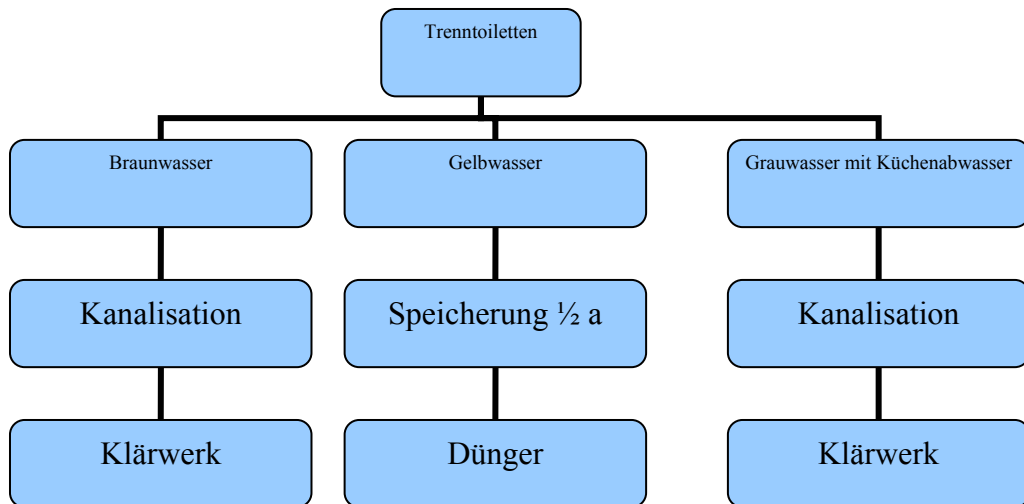 Trenntoiletten
Braunwasser
Gelbwasser
Grauwasser mit Küchenabwasser
Kanalisation
Speicherung ½ a
Kanalisation
Klärwerk
Dünger
Klärwerk